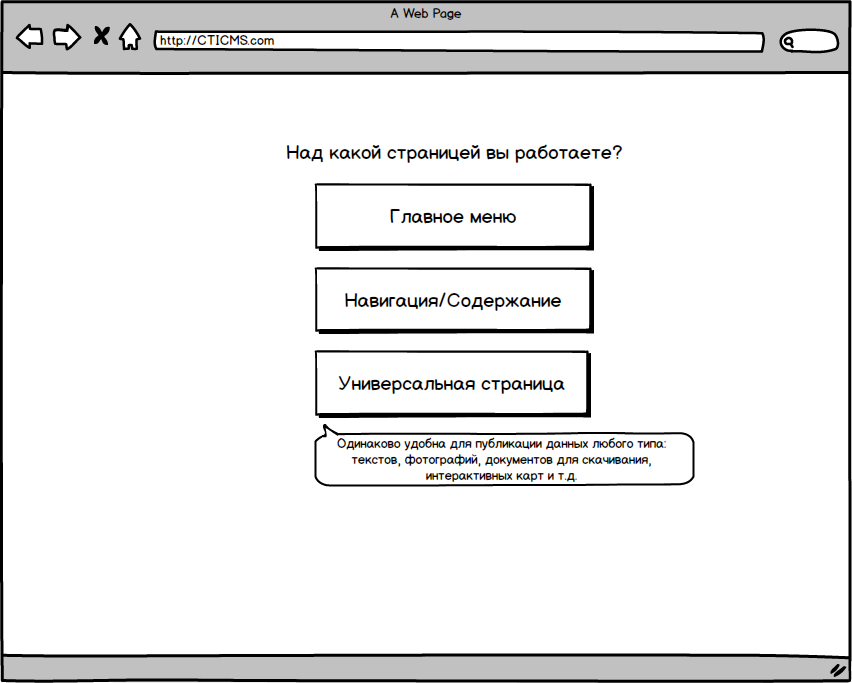 A Web Page
http://CTICMS.com
Над какой страницей вы работаете?
Главное меню
Навигация/Содержание
Универсальная страница
Одинаково удобна для публикации данных любого типа:
текстов, фотографий, документов для скачивания,
интерактивных карт и т.д.